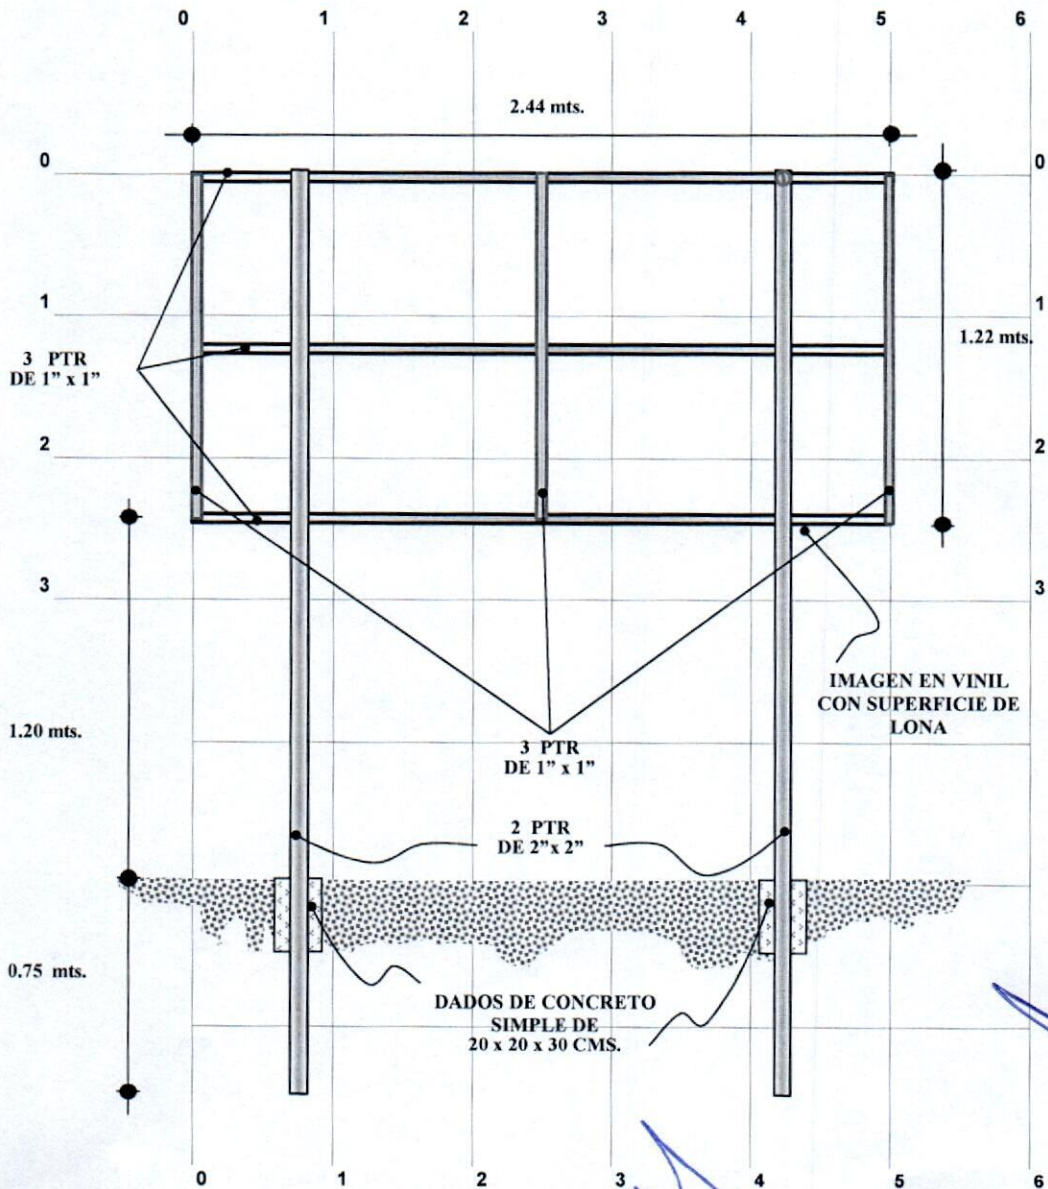 0 1 2 3 4 5 6
2.44 mts.
0
0
1
1
1.22 mts.
3 PTR
DE 1” x 1”
2
2
3
3
IMAGEN EN VINIL
CON SUPERFICIE DE
LONA
1.20 mts.
3 PTR
DE 1” x 1”
2 PTR
DE 2”x 2”
0.75 mts.
DADOS DE CONCRETO
SIMPLE DE
20 x 20 x 30 CMS.
0 1 2 3 4 5 6